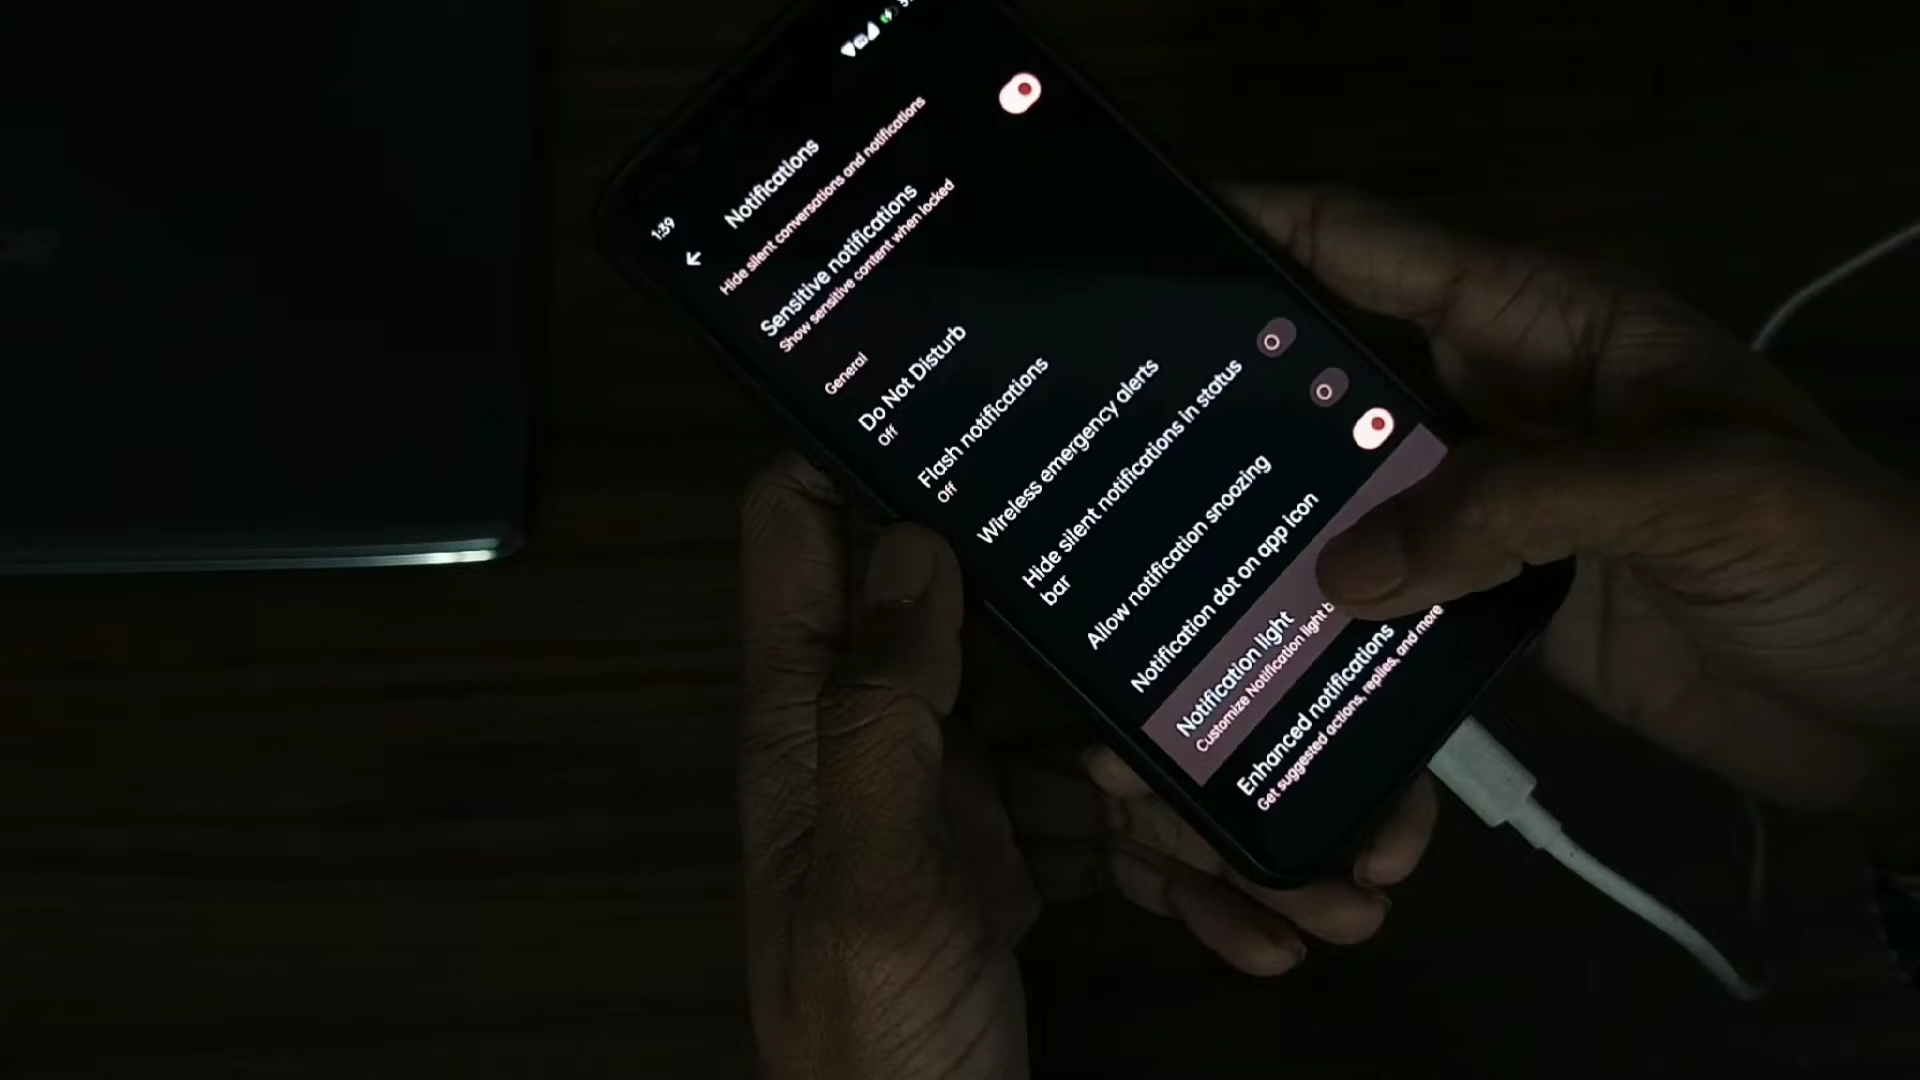 1:39
Notifications
Hide silent conversations and notifications
Sensitive notifications
Show sensitive content when locked
General
Do Not Disturb
Off
Flash notifications
Off
Wireless emergency alerts
Hide silent notifications in status
bar
Allow notification snoozing
Notification dot on app icon
Notification light
Customize Notification light
Enhanced notifications
Get suggested actions, replies, and more